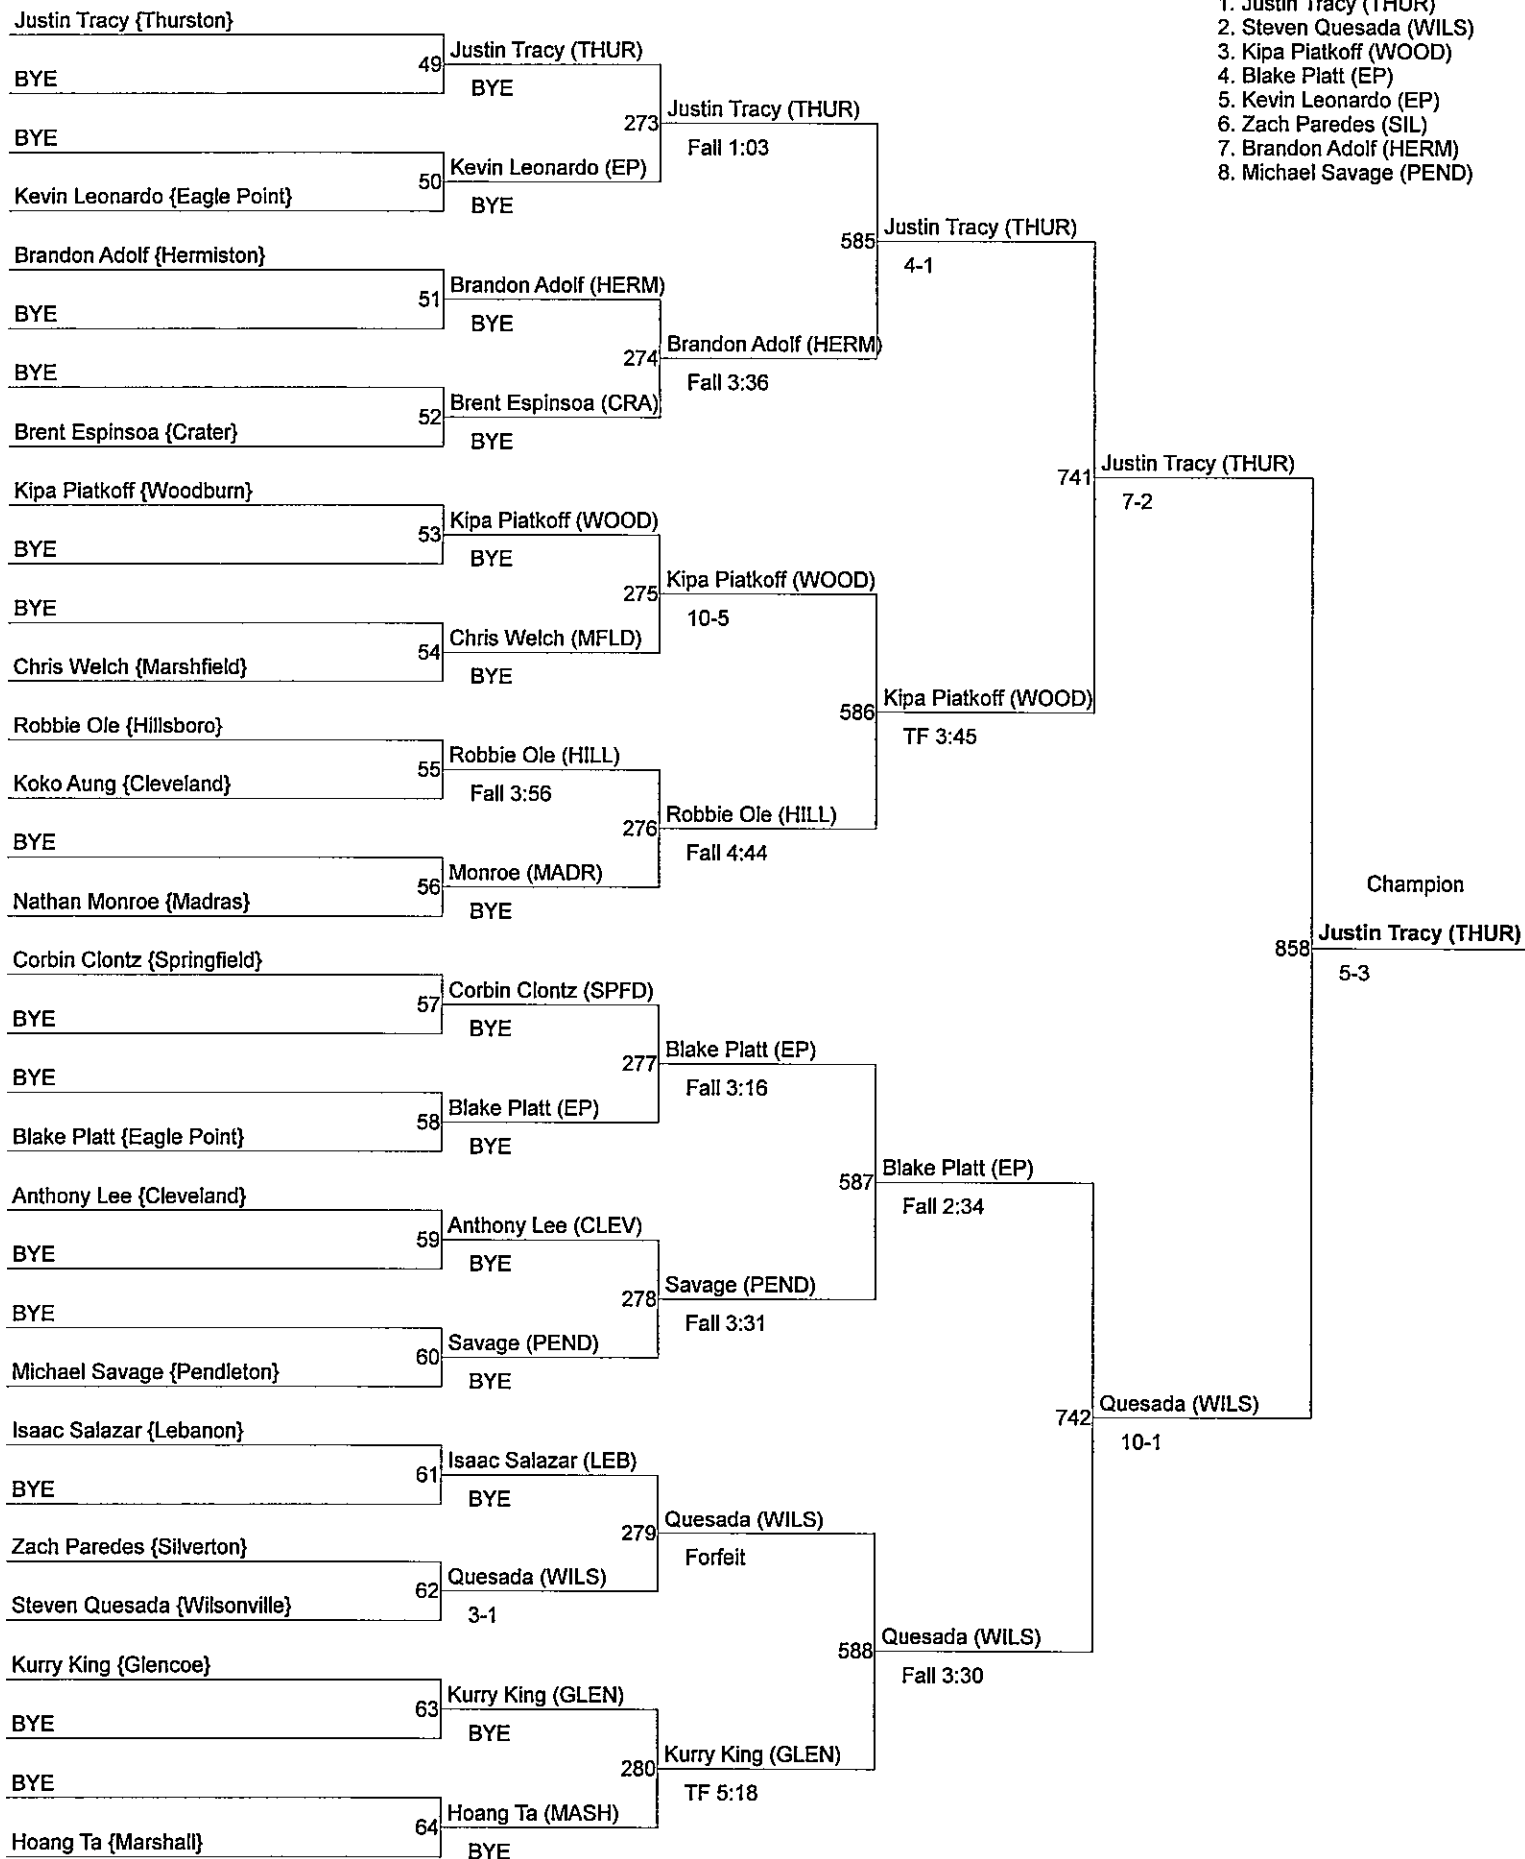 1. Justin Tracy (THUR)
2. Steven Quesada (WILS)
3. Kipa Piatkoff (WOOD)
4. Blake Platt (EP)
5. Kevin Leonardo (EP)
6. Zach Paredes (SIL)
7. Brandon Adolf (HERM)
8. Michael Savage (PEND)
Justin Tracy {Thurston}
BYE
BYE
Kevin Leonardo {Eagle Point}
Brandon Adolf {Hermiston}
BYE
BYE
Brent Espinsoa {Crater}
Kipa Piatkoff {Woodburn}
BYE
BYE
Chris Welch {Marshfield}
Robbie Ole {Hillsboro}
Koko Aung {Cleveland}
BYE
Nathan Monroe {Madras}
Corbin Clontz {Springfield}
BYE
BYE
Blake Platt {Eagle Point}
Anthony Lee {Cleveland}
BYE
BYE
Michael Savage {Pendleton}
Isaac Salazar {Lebanon}
BYE
Zach Paredes {Silverton}
Steven Quesada {Wilsonville}
Kurry King {Glencoe}
BYE
BYE
Hoang Ta {Marshall}
49 Justin Tracy (THUR)
BYE
50 Kevin Leonardo (EP)
BYE
51 Brandon Adolf (HERM)
BYE
52 Brent Espinsoa (CRA)
BYE
53 Kipa Piatkoff (WOOD)
BYE
54 Chris Welch (MFLD)
BYE
55 Robbie Ole (HILL)
Fall 3:56
56 Monroe (MADR)
BYE
57 Corbin Clontz (SPFD)
BYE
58 Blake Platt (EP)
BYE
59 Anthony Lee (CLEV)
BYE
60 Savage (PEND)
BYE
61 Isaac Salazar (LEB)
BYE
62 Quesada (WILS)
3-1
63 Kurry King (GLEN)
BYE
64 Hoang Ta (MASH)
BYE
273 Justin Tracy (THUR)
Fall 1:03
274 Brandon Adolf (HERM)
Fall 3:36
275 Kipa Piatkoff (WOOD)
10-5
276 Robbie Ole (HILL)
Fall 4:44
277 Blake Platt (EP)
Fall 3:16
278 Savage (PEND)
Fall 3:31
279 Quesada (WILS)
Forfeit
280 Kurry King (GLEN)
TF 5:18
585 Justin Tracy (THUR)
4-1
586 Kipa Piatkoff (WOOD)
TF 3:45
587 Blake Platt (EP)
Fall 2:34
588 Quesada (WILS)
Fall 3:30
741 Justin Tracy (THUR)
7-2
742 Quesada (WILS)
10-1
Champion
858 Justin Tracy (THUR)
5-3